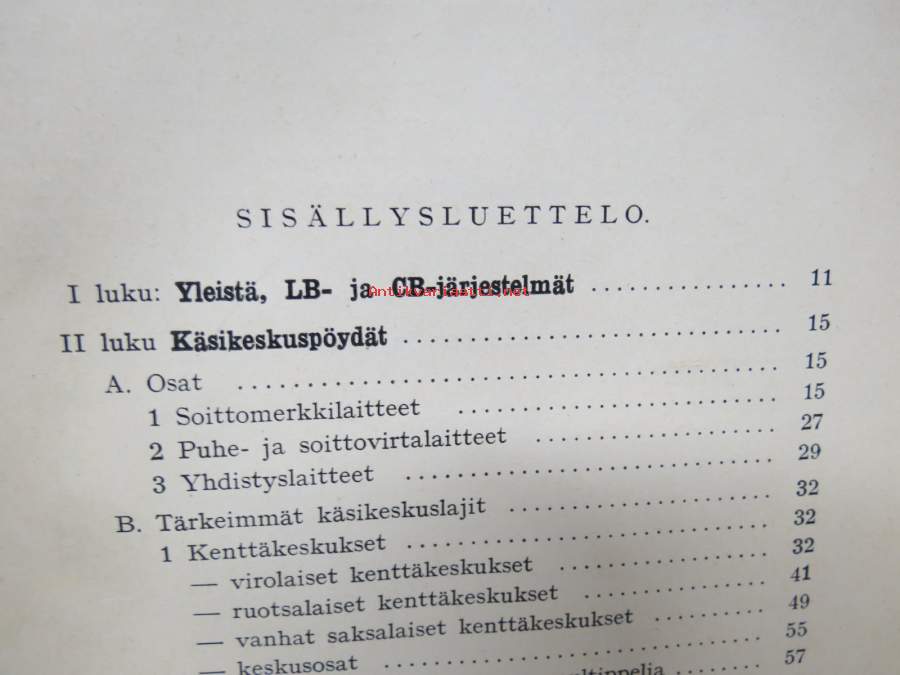 SISÄLLYSLUETTELO.
I luku: Yleistä, LB- ja CB-järjestelmät .................. 11
Antikvariaatti.net
II luku Käsikeskuspöydät .................. 15
A. Osat .................. 15
1 Soittomerkkilaitteet .................. 15
2 Puhe- ja soittovirtalaitteet .................. 27
3 Yhdistyslaitteet .................. 29
B. Tärkeimmät käsikeskuslajit .................. 32
1 Kenttäkeskukset .................. 32
— virolaiset kenttäkeskukset .................. 32
— ruotsalaiset kenttäkeskukset .................. 41
— vanhat saksalaiset kenttäkeskukset .................. 49
— keskusosat .................. 55
57